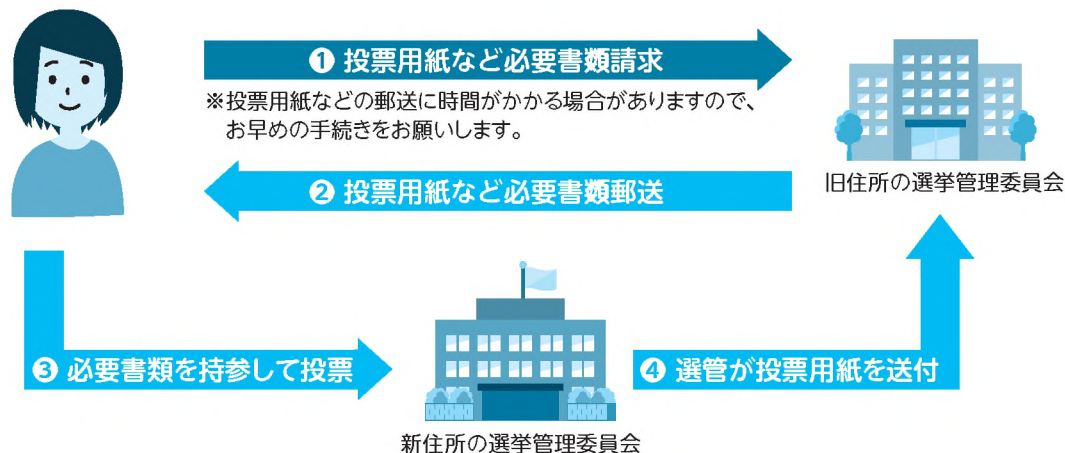 ❶ 投票用紙など必要書類請求
※投票用紙などの郵送に時間がかかる場合がありますので、
お早めの手続きをお願いします。
旧住所の選挙管理委員会
❷ 投票用紙など必要書類郵送
❸ 必要書類を持参して投票
❹ 選管が投票用紙を送付
新住所の選挙管理委員会